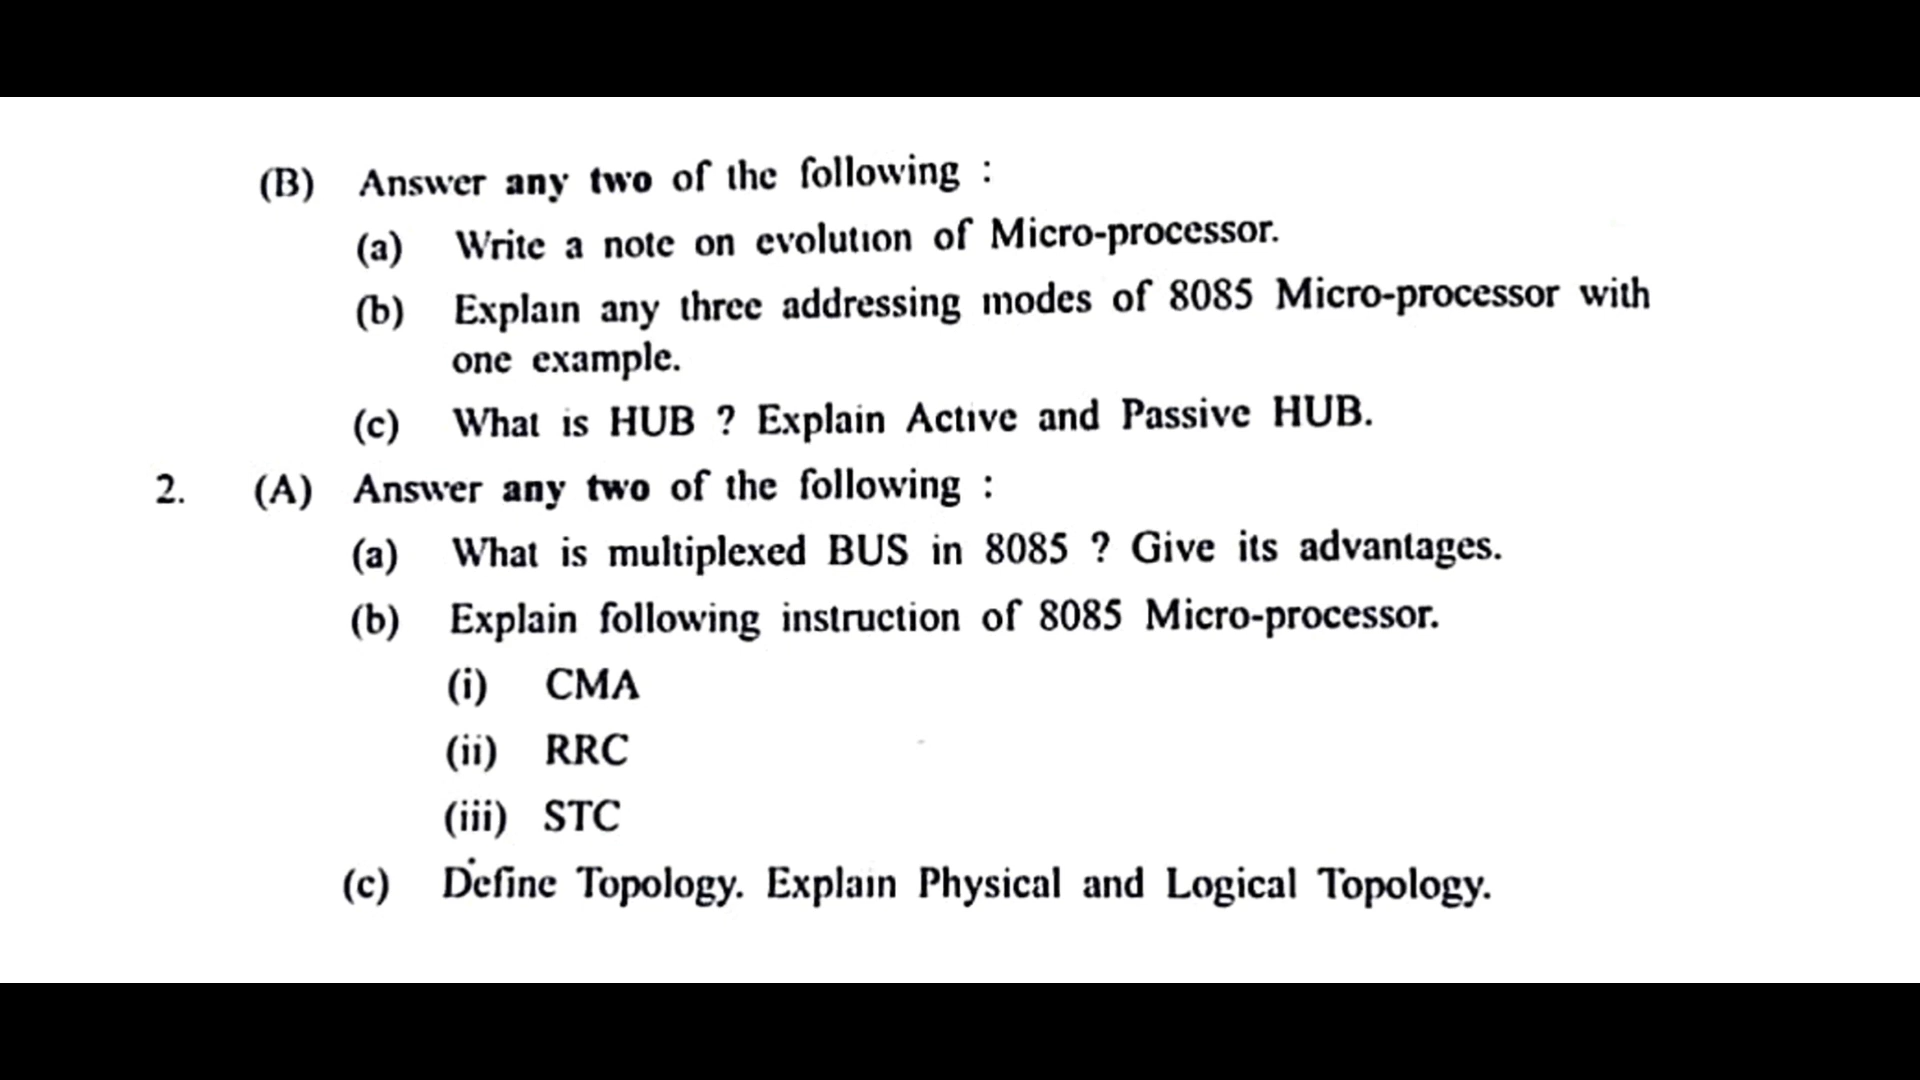 (B) Answer any two of the following :
(a) Write a note on evolution of Micro-processor.
(b) Explain any three addressing modes of 8085 Micro-processor with
one example.
(c) What is HUB ? Explain Active and Passive HUB.
2. (A) Answer any two of the following :
(a) What is multiplexed BUS in 8085 ? Give its advantages.
(b) Explain following instruction of 8085 Micro-processor.
(i) CMA
(ii) RRC
(iii) STC
(c) Define Topology. Explain Physical and Logical Topology.